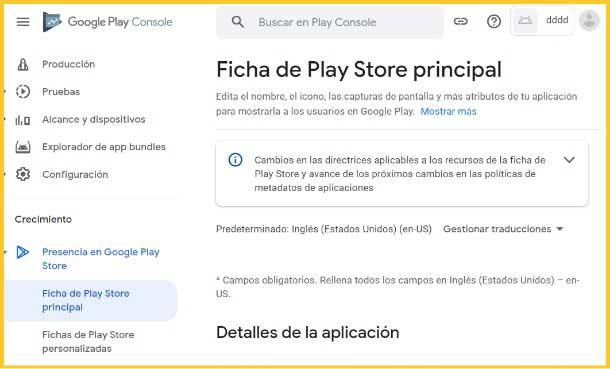 Google Play Console
Buscar en Play Console
dddd
Producción
Pruebas
Alcance y dispositivos
Explorador de app bundles
Configuración
Crecimiento
Presencia en Google Play
Store
Ficha de Play Store
principal
Fichas de Play Store
personalizadas
Ficha de Play Store principal
Edita el nombre, el icono, las capturas de pantalla y más atributos de tu aplicación
para mostrarla a los usuarios en Google Play. Mostrar más
Cambios en las directrices aplicables a los recursos de la ficha de
Play Store y avance de los próximos cambios en las políticas de
metadatos de aplicaciones
Predeterminado: Inglés (Estados Unidos) (en-US) Gestionar traducciones
* Campos obligatorios. Rellena todos los campos en Inglés (Estados Unidos) – en-
US.
Detalles de la aplicación